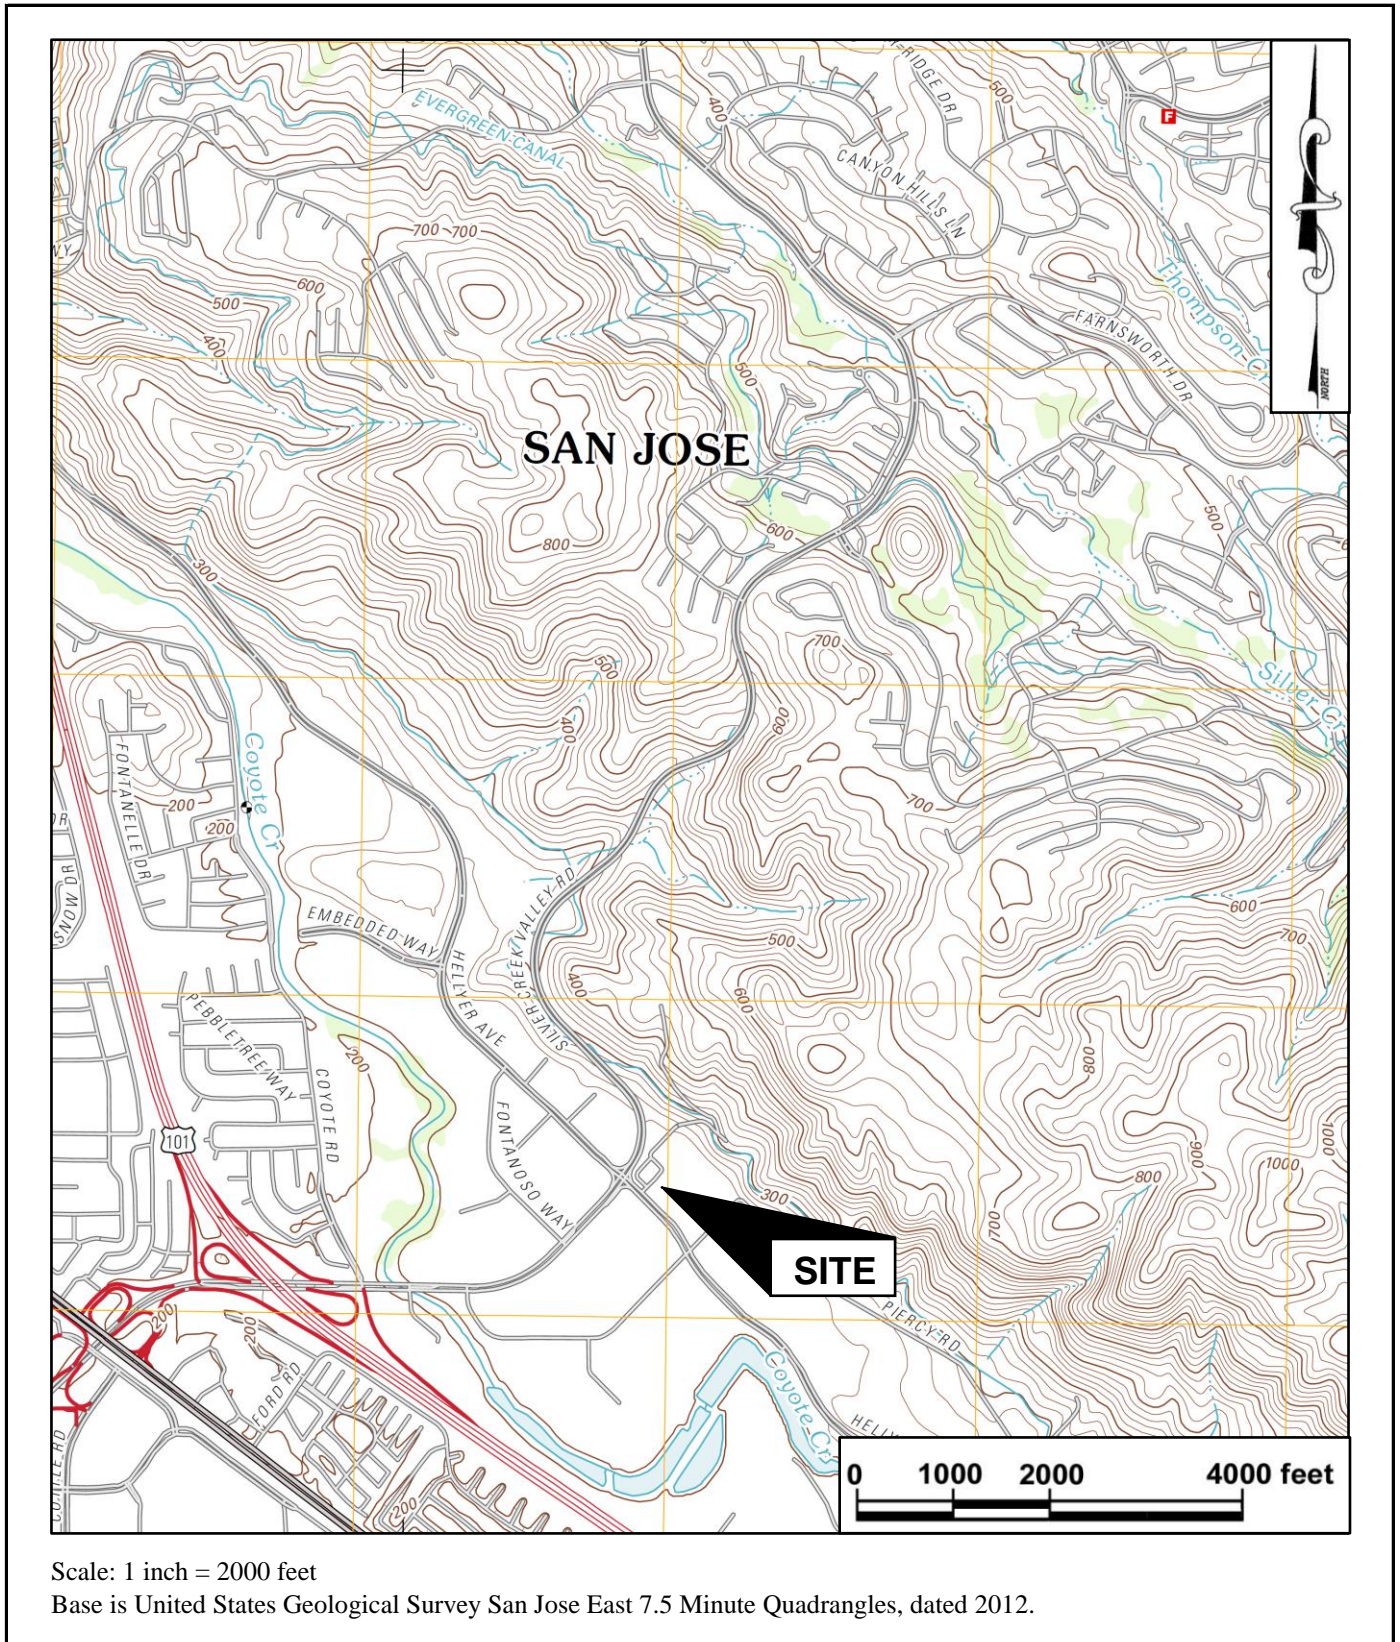 EVERGREEN CANAL
400
RIDGE DR
500
F
CANYON HILLS LN
700
700
600
500
400
Thompson Cr
FARNSWORTH DR
NORTH
500
SAN JOSE
500
800
600
300
700
500
400
600
Silver Cr
FONTANELLE DR
Coyote Cr
200
200
700
SNOW DR
EMBEDDED WAY
HELLYER AVE
SILVER CREEK VALLEY RD
500
400
600
600
700
PEBBLETREE WAY
200
COYOTE RD
FONTANOSO WAY
800
900
1000
1000
800
700
101
300
SITE
PIERCY RD
200
200
FORD RD
Coyote Cr
200
0 1000 2000 4000 feet
Scale: 1 inch = 2000 feet
Base is United States Geological Survey San Jose East 7.5 Minute Quadrangles, dated 2012.